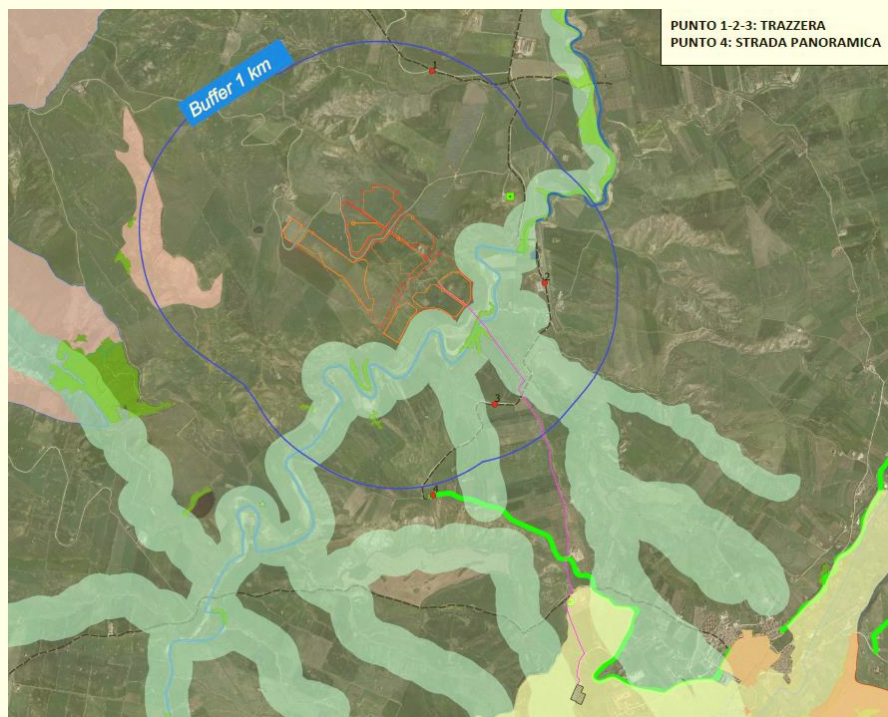 PUNTO 1-2-3: TRAZZERA
PUNTO 4: STRADA PANORAMICA
Buffer 1 km
1
2
3
4